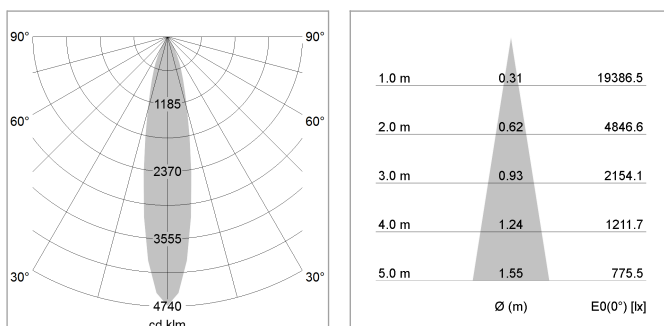 90° 90°
1185
60° 60°
2370
3555
30° 30°
4740
cd klm
1.0 m 0.31 19386.5
2.0 m 0.62 4846.6
3.0 m 0.93 2154.1
4.0 m 1.24 1211.7
5.0 m 1.55 775.5
Ø (m) E0(0°) [lx]